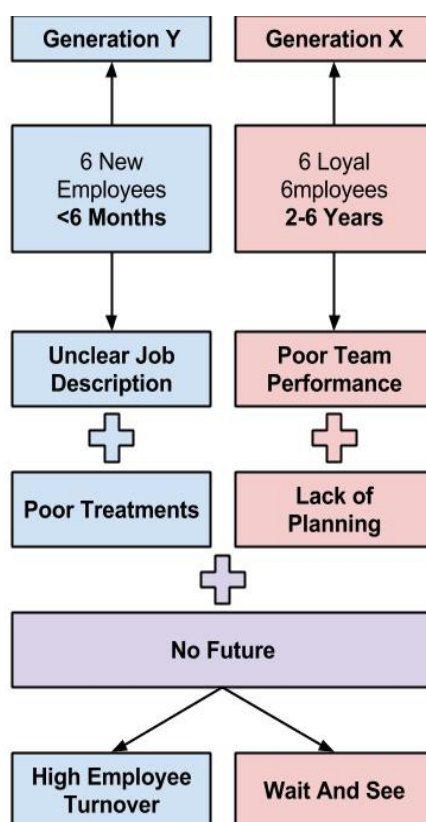 Generation Y
Generation X
6 New
Employees
<6 Months
6 Loyal
6mployees
2-6 Years
Unclear Job
Description
Poor Team
Performance
Poor Treatments
Lack of
Planning
No Future
High Employee
Turnover
Wait And See